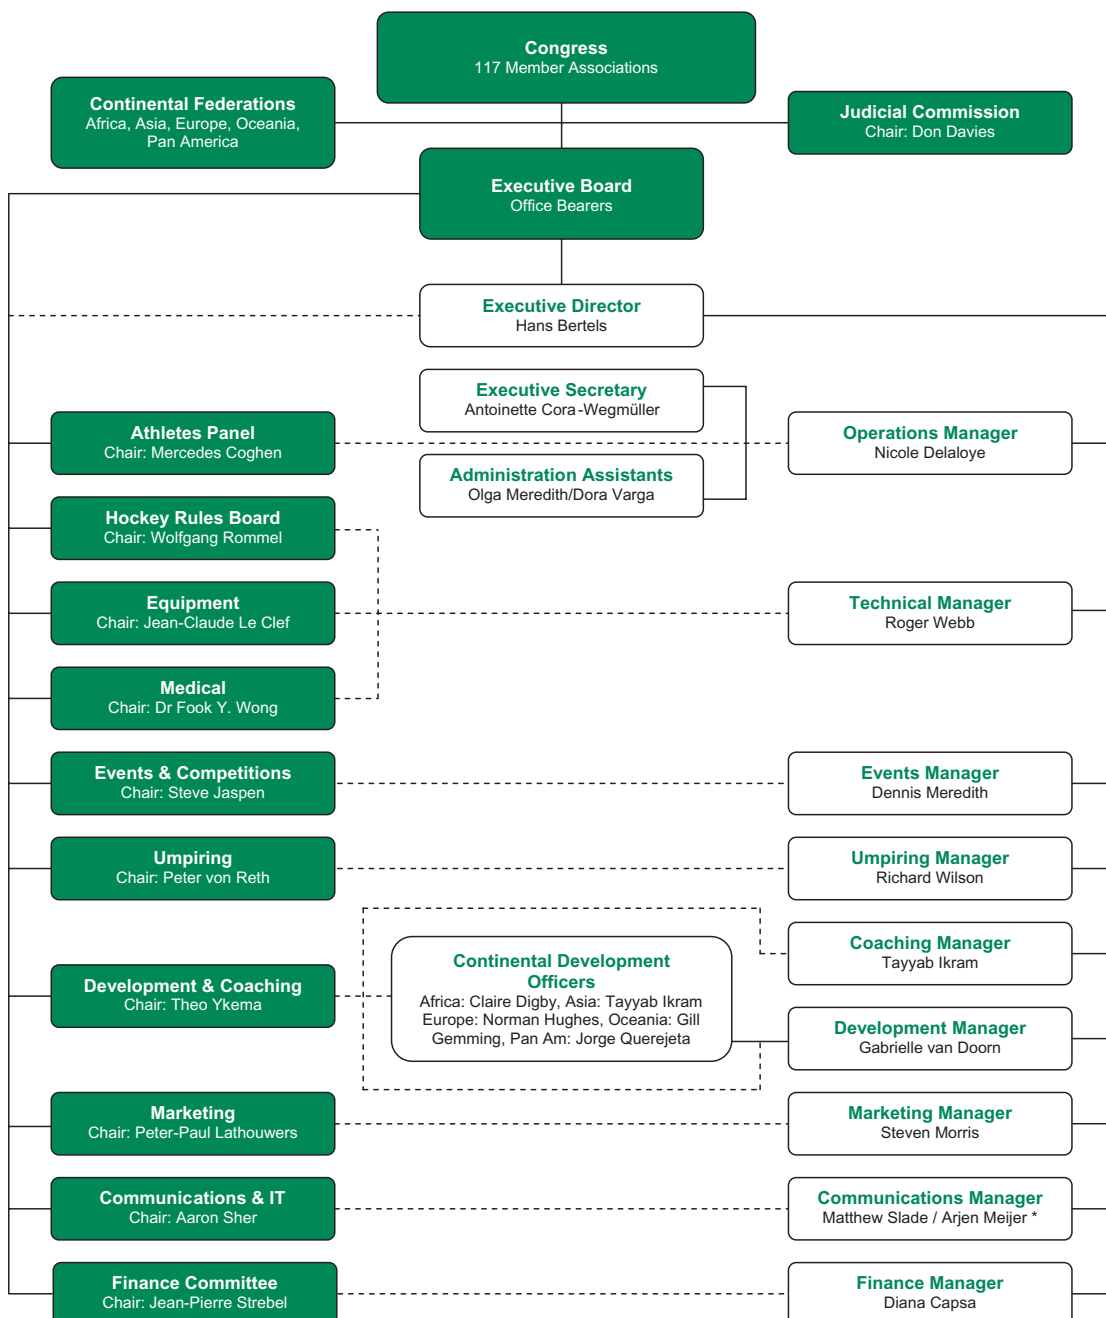 Congress
117 Member Associations
Continental Federations
Africa, Asia, Europe, Oceania,
Pan America
Judicial Commission
Chair: Don Davies
Executive Board
Office Bearers
Executive Director
Hans Bertels
Executive Secretary
Antoinette Cora-Wegmüller
Athletes Panel
Chair: Mercedes Coghen
Operations Manager
Nicole Delaloye
Administration Assistants
Olga Meredith/Dora Varga
Hockey Rules Board
Chair: Wolfgang Rommel
Equipment
Chair: Jean-Claude Le Clef
Technical Manager
Roger Webb
Medical
Chair: Dr Fook Y. Wong
Events & Competitions
Chair: Steve Jaspen
Events Manager
Dennis Meredith
Umpiring
Chair: Peter von Reth
Umpiring Manager
Richard Wilson
Coaching Manager
Tayyab Ikram
Development & Coaching
Chair: Theo Ykema
Continental Development
Officers
Africa: Claire Digby, Asia: Tayyab Ikram
Europe: Norman Hughes, Oceania: Gill
Gemming, Pan Am: Jorge Querejeta
Development Manager
Gabrielle van Doorn
Marketing
Chair: Peter-Paul Lathouwers
Marketing Manager
Steven Morris
Communications & IT
Chair: Aaron Sher
Communications Manager
Matthew Slade / Arjen Meijer *
Finance Committee
Chair: Jean-Pierre Strebel
Finance Manager
Diana Capsa